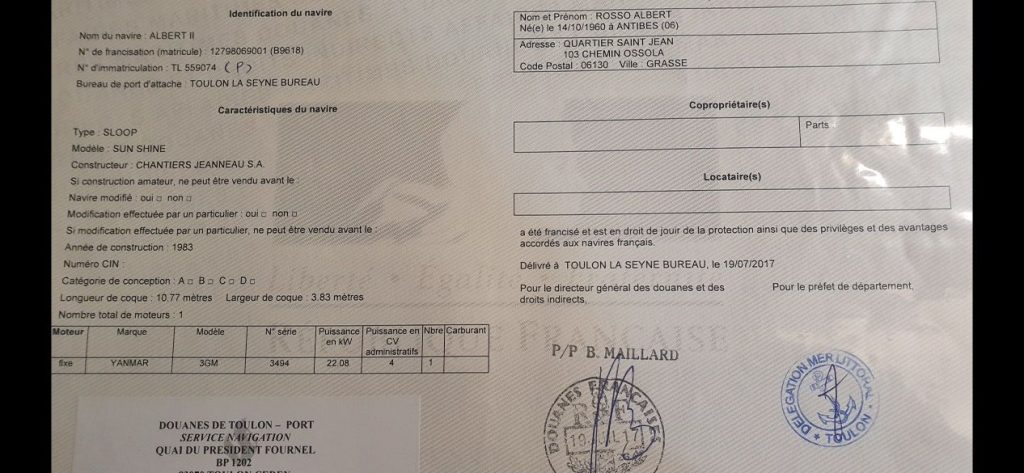 Identification du navire
Nom du navire : ALBERT II
N° de francisation (matricule) : 12798069001 (B9618)
N° d'immatriculation : TL 559074 (P)
Bureau de port d'attache : TOULON LA SEYNE BUREAU
Caractéristiques du navire
Type : SLOOP
Modèle : SUN SHINE
Constructeur : CHANTIERS JEANNEAU S.A.
Si construction amateur, ne peut être vendu avant le :
Navire modifié : oui □ non □
Modification effectuée par un particulier : oui □ non □
Si modification effectuée par un particulier, ne peut être vendu avant le :
Année de construction : 1983
Numéro CIN :
Catégorie de conception : A □ B □ C □ D □
Longueur de coque : 10.77 mètres Largeur de coque : 3.83 mètres
Nombre total de moteurs : 1
Moteur Marque Modèle N° série Puissance en kW Puissance en CV administratifs Nbre Carburant
fixe YANMAR 3GM 3494 22.08 4 1
DOUANES DE TOULON – PORT
SERVICE NAVIGATION
QUAI DU PRESIDENT FOURNEL
BP 1202
Nom et Prénom : ROSSO ALBERT
Né(e) le 14/10/1960 à ANTIBES (06)
Adresse : QUARTIER SAINT JEAN
103 CHEMIN OSSOLA
Code Postal : 06130 Ville : GRASSE
Copropriétaire(s)
Parts :
Locataire(s)
a été francisé et est en droit de jouir de la protection ainsi que des privilèges et des avantages
accordés aux navires français.
Délivré à TOULON LA SEYNE BUREAU, le 19/07/2017
Pour le directeur général des douanes et des
droits indirects,
Pour le préfet de département,
Liberté • Egalité
RÉPUBLIQUE FRANÇAISE
P/P B. MAILLARD
DOUANES FRANÇAISES
DELEGATION MER LITTORAL
* TOULON *